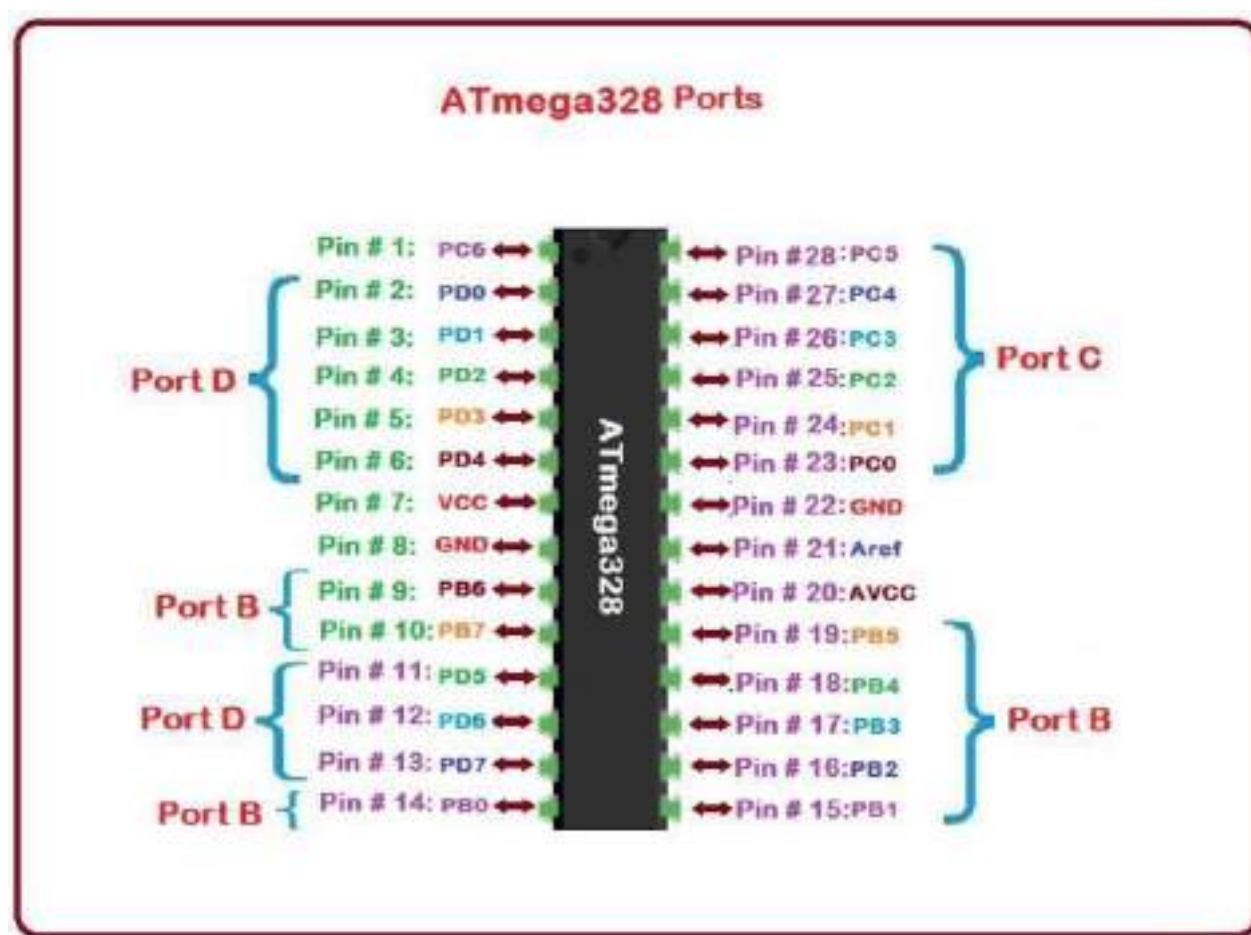 ATmega328 Ports
Pin # 1: PC6
Pin # 2: PD0
Pin # 3: PD1
Pin # 4: PD2
Pin # 5: PD3
Pin # 6: PD4
Pin # 7: VCC
Pin # 8: GND
Pin # 9: PB6
Pin # 10: PB7
Pin # 11: PD5
Pin # 12: PD6
Pin # 13: PD7
Pin # 14: PB0
Port D
Port B
Port D
Port B
ATmega328
Pin #28: PC5
Pin # 27: PC4
Pin # 26: PC3
Pin # 25: PC2
Pin # 24: PC1
Pin # 23: PC0
Pin # 22: GND
Pin # 21: Aref
Pin # 20: AVCC
Pin # 19: PB5
Pin # 18: PB4
Pin # 17: PB3
Pin # 16: PB2
Pin # 15: PB1
Port C
Port B